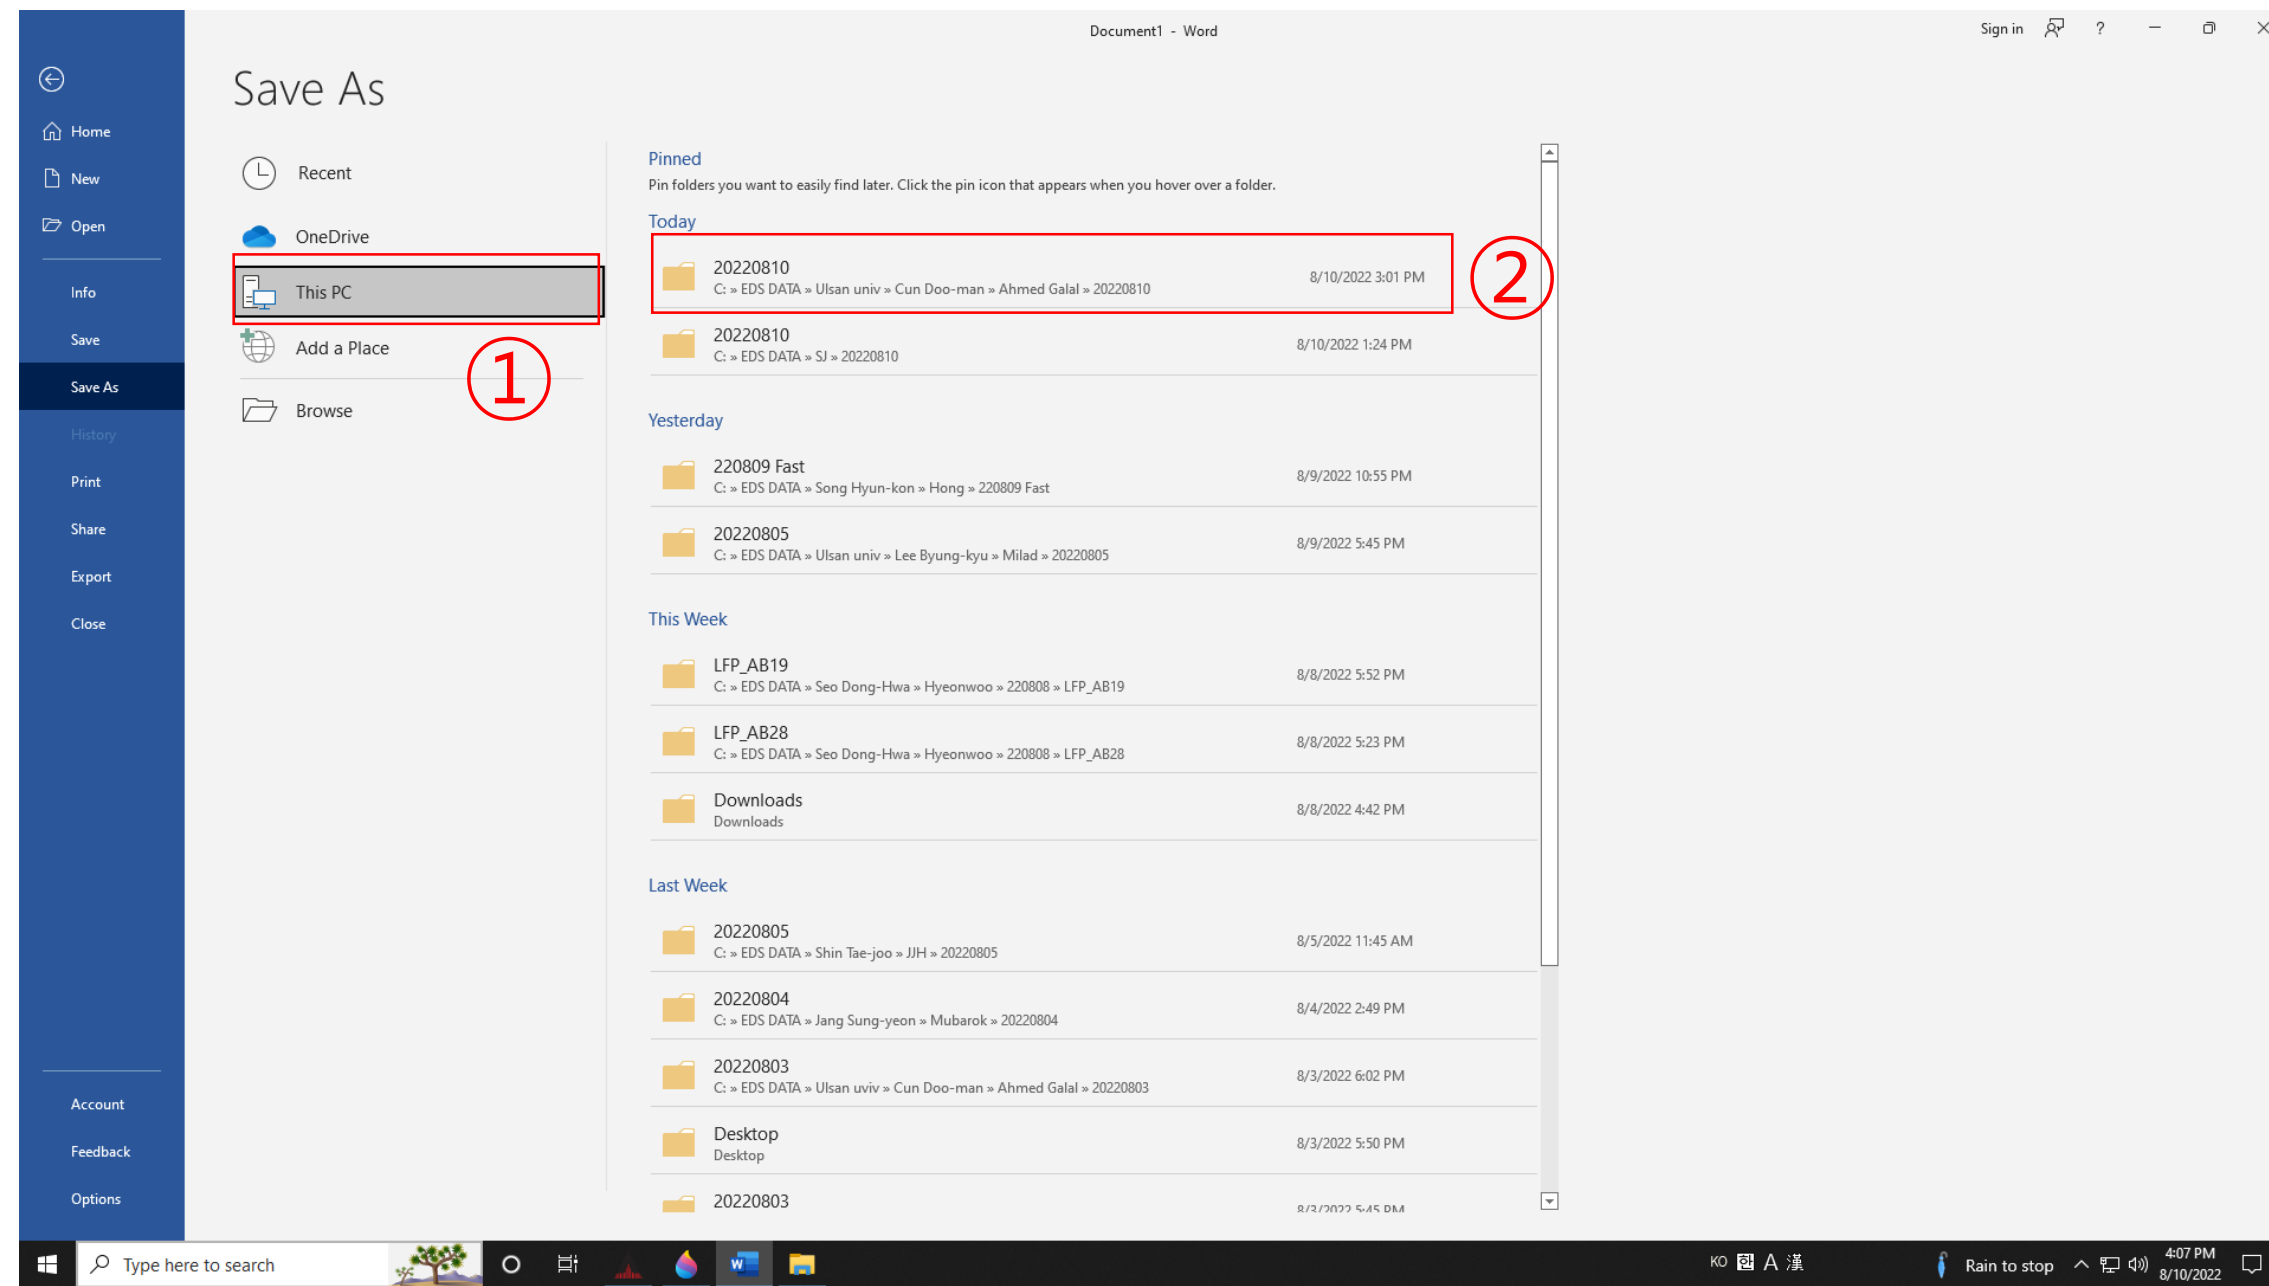 Document1 - Word
Sign in
?
Save As
Home
New
Open
Info
Save
Save As
History
Print
Share
Export
Close
Account
Feedback
Options
Recent
OneDrive
This PC
Add a Place
①
Browse
Pinned
Pin folders you want to easily find later. Click the pin icon that appears when you hover over a folder.
Today
20220810
C: » EDS DATA » Ulsan univ » Cun Doo-man » Ahmed Galal » 20220810
8/10/2022 3:01 PM
②
20220810
C: » EDS DATA » SJ » 20220810
8/10/2022 1:24 PM
Yesterday
220809 Fast
C: » EDS DATA » Song Hyun-kon » Hong » 220809 Fast
8/9/2022 10:55 PM
20220805
C: » EDS DATA » Ulsan univ » Lee Byung-kyu » Milad » 20220805
8/9/2022 5:45 PM
This Week
LFP_AB19
C: » EDS DATA » Seo Dong-Hwa » Hyeonwoo » 220808 » LFP_AB19
8/8/2022 5:52 PM
LFP_AB28
C: » EDS DATA » Seo Dong-Hwa » Hyeonwoo » 220808 » LFP_AB28
8/8/2022 5:23 PM
Downloads
Downloads
8/8/2022 4:42 PM
Last Week
20220805
C: » EDS DATA » Shin Tae-joo » JJH » 20220805
8/5/2022 11:45 AM
20220804
C: » EDS DATA » Jang Sung-yeon » Mubarok » 20220804
8/4/2022 2:49 PM
20220803
C: » EDS DATA » Ulsan uviv » Cun Doo-man » Ahmed Galal » 20220803
8/3/2022 6:02 PM
Desktop
Desktop
8/3/2022 5:50 PM
20220803
8/3/2022 5:45 PM
Type here to search
W
KO 한 A 漢
Rain to stop
4:07 PM
8/10/2022